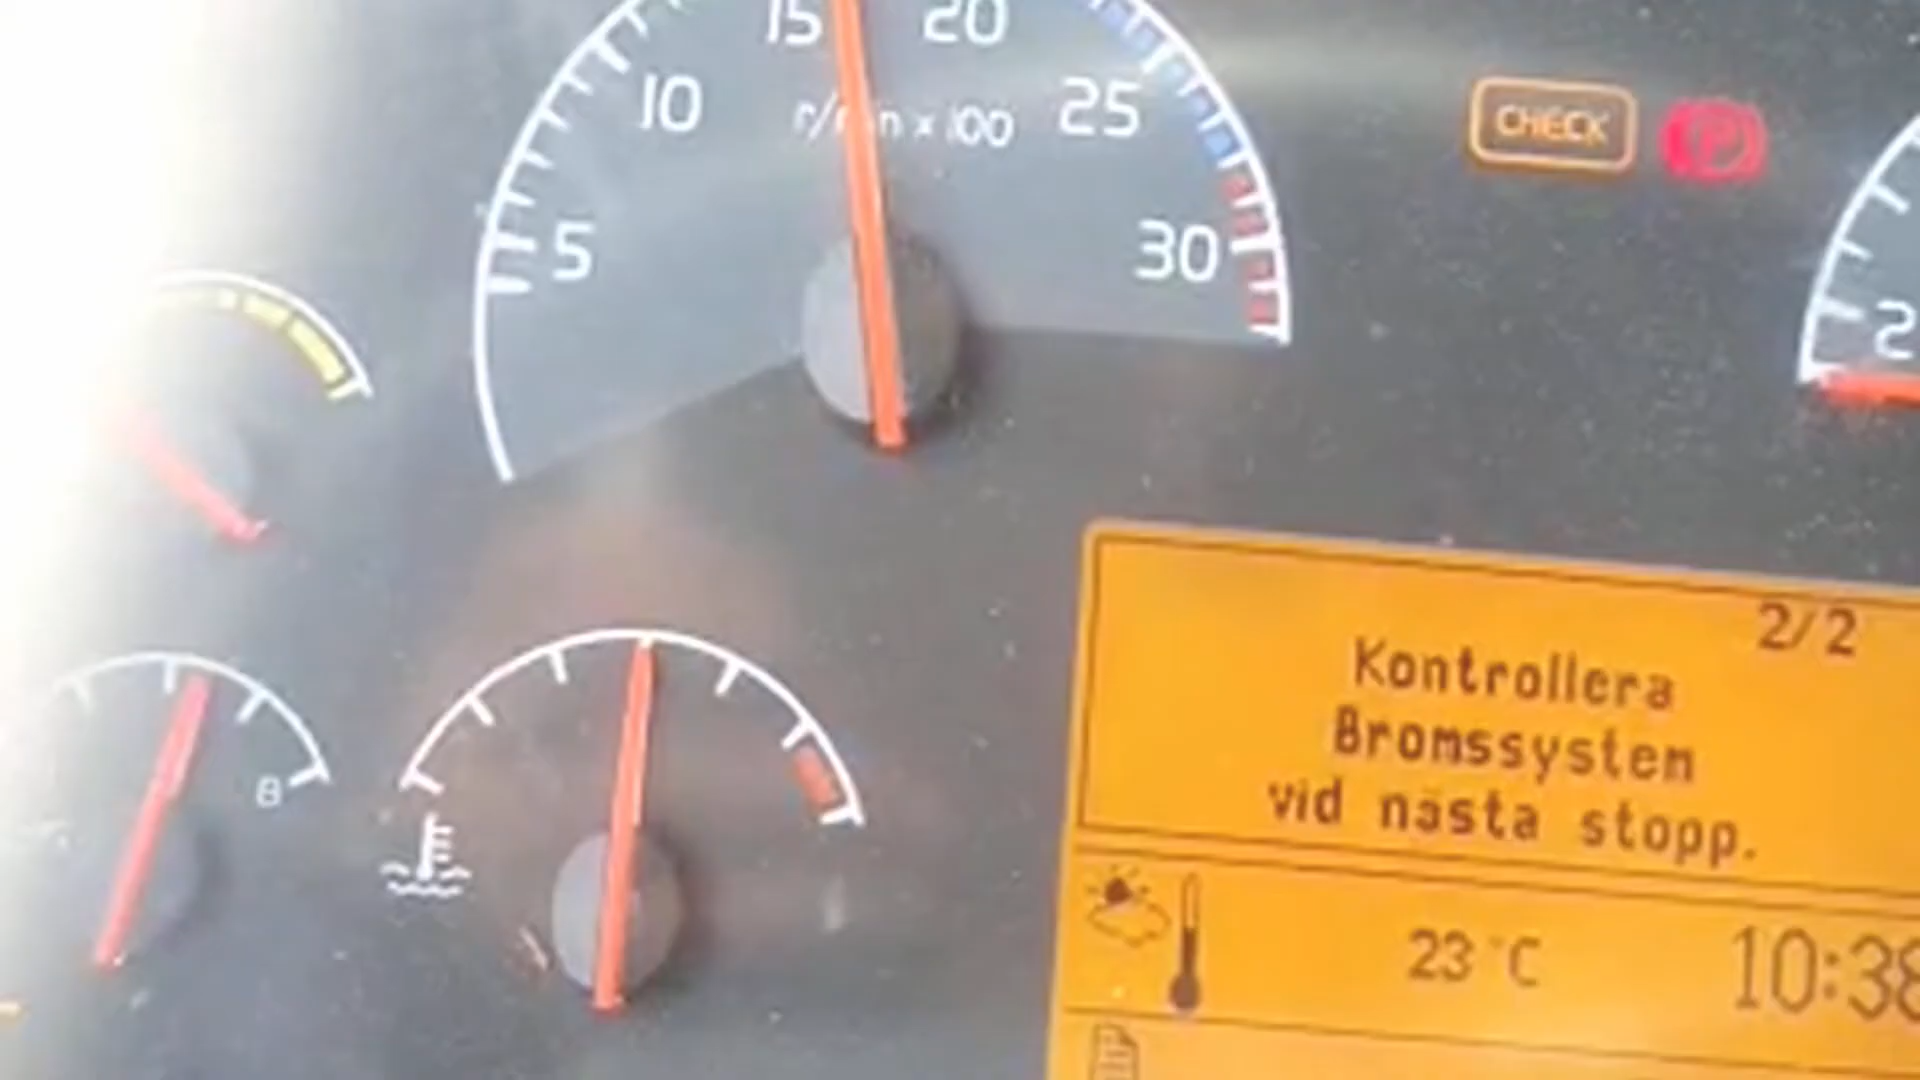 15 20
10 25
r/min x 100
CHECK
P
5 30
2
2/2
Kontrollera
Bromssystem
vid nästa stopp.
8
23°C 10:38